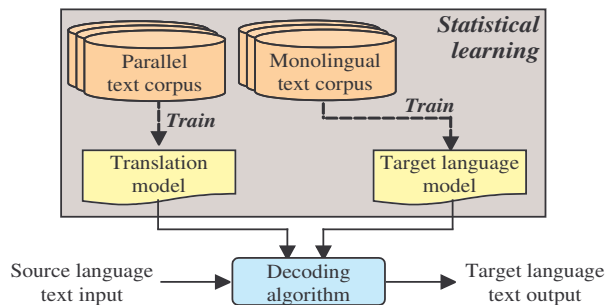 Statistical
learning
Parallel
text corpus
Monolingual
text corpus
Train
Train
Translation
model
Target language
model
Source language
text input
Decoding
algorithm
Target language
text output